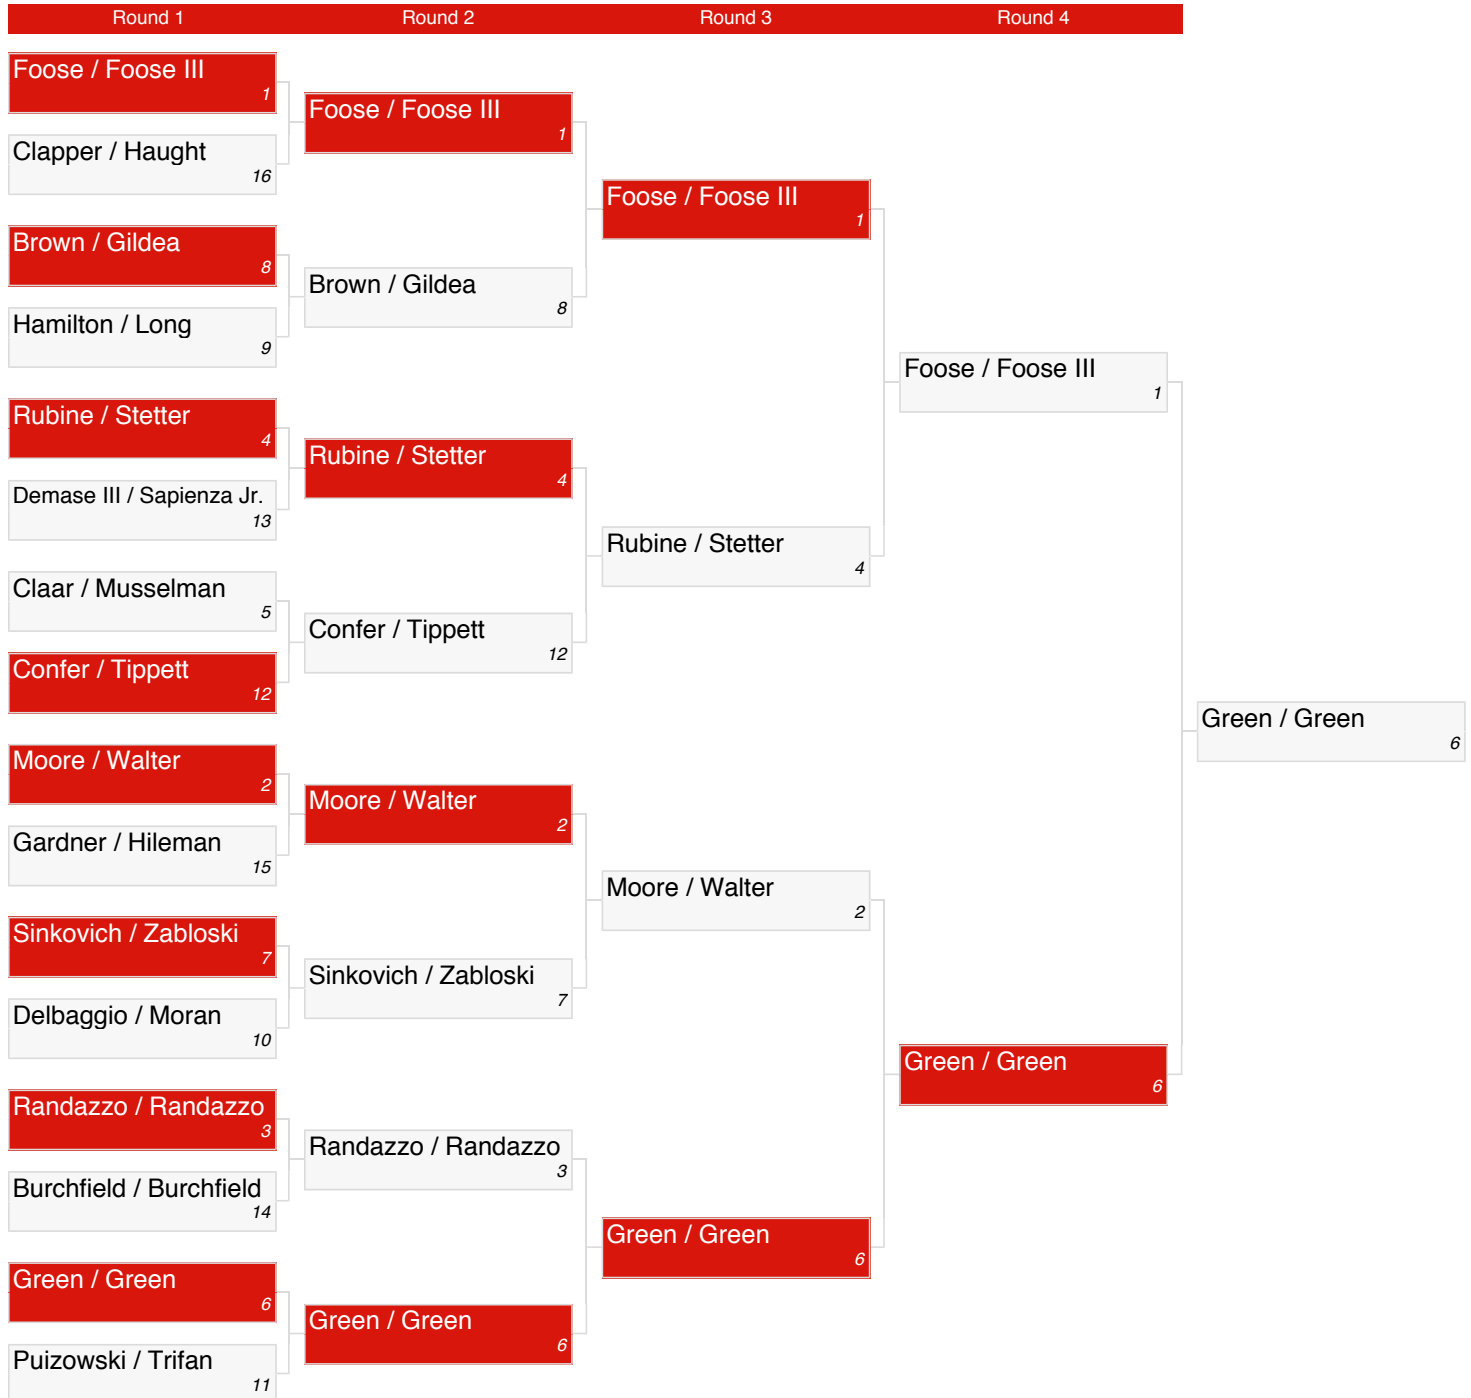 Round 1
Round 2
Round 3
Round 4
Foose / Foose III
1
Clapper / Haught
16
Brown / Gildea
8
Hamilton / Long
9
Rubine / Stetter
4
Demase III / Sapienza Jr.
13
Claar / Musselman
5
Confer / Tippett
12
Moore / Walter
2
Gardner / Hileman
15
Sinkovich / Zabloski
7
Delbaggio / Moran
10
Randazzo / Randazzo
3
Burchfield / Burchfield
14
Green / Green
6
Puizowski / Trifan
11
Foose / Foose III
1
Brown / Gildea
8
Rubine / Stetter
4
Confer / Tippett
12
Moore / Walter
2
Sinkovich / Zabloski
7
Randazzo / Randazzo
3
Green / Green
6
Foose / Foose III
1
Rubine / Stetter
4
Moore / Walter
2
Green / Green
6
Foose / Foose III
1
Green / Green
6
Green / Green
6